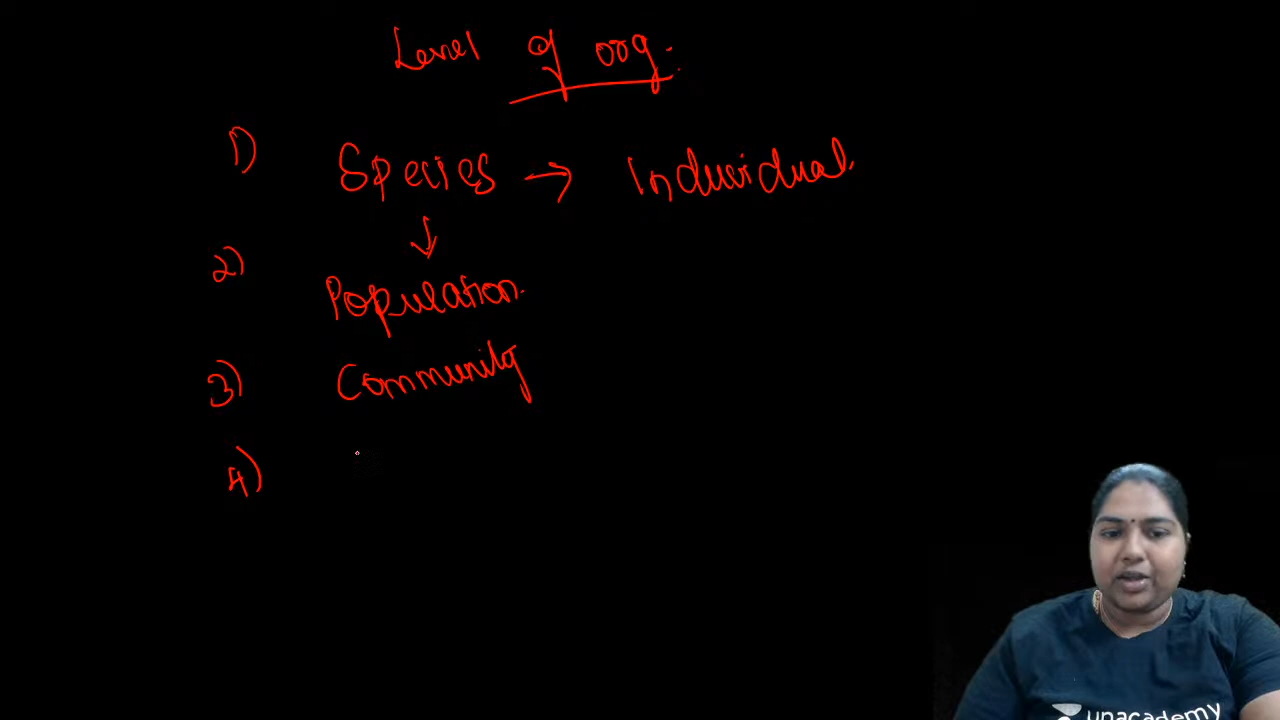 Level of org.
1) Species → Individual.
↓
2) Population.
3) Community
4)
unacademy